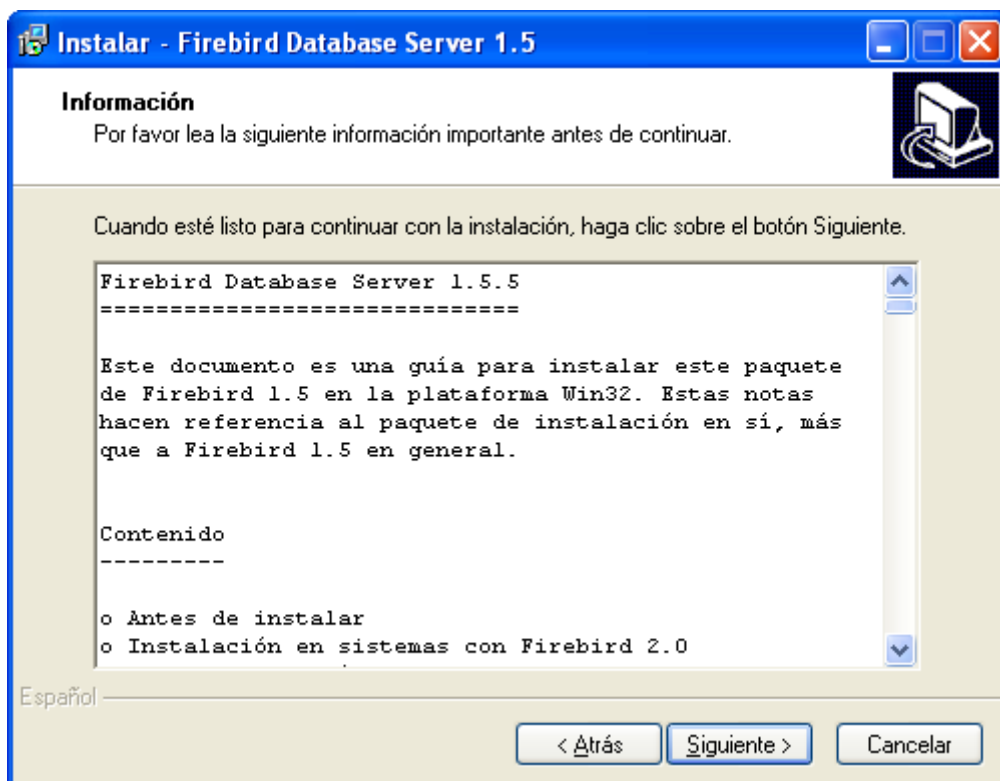 Instalar - Firebird Database Server 1.5
Información
Por favor lea la siguiente información importante antes de continuar.
Cuando esté listo para continuar con la instalación, haga clic sobre el botón Siguiente.
Firebird Database Server 1.5.5
==============================
Este documento es una guía para instalar este paquete
de Firebird 1.5 en la plataforma Win32. Estas notas
hacen referencia al paquete de instalación en sí, más
que a Firebird 1.5 en general.
Contenido
---------
o Antes de instalar
o Instalación en sistemas con Firebird 2.0
Español
< Atrás
Siguiente >
Cancelar